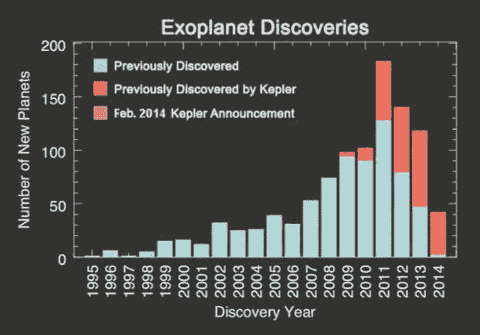 Exoplanet Discoveries
Number of New Planets
200
150
100
50
0
Previously Discovered
Previously Discovered by Kepler
Feb. 2014 Kepler Announcement
1995 1996 1997 1998 1999 2000 2001 2002 2003 2004 2005 2006 2007 2008 2009 2010 2011 2012 2013 2014
Discovery Year